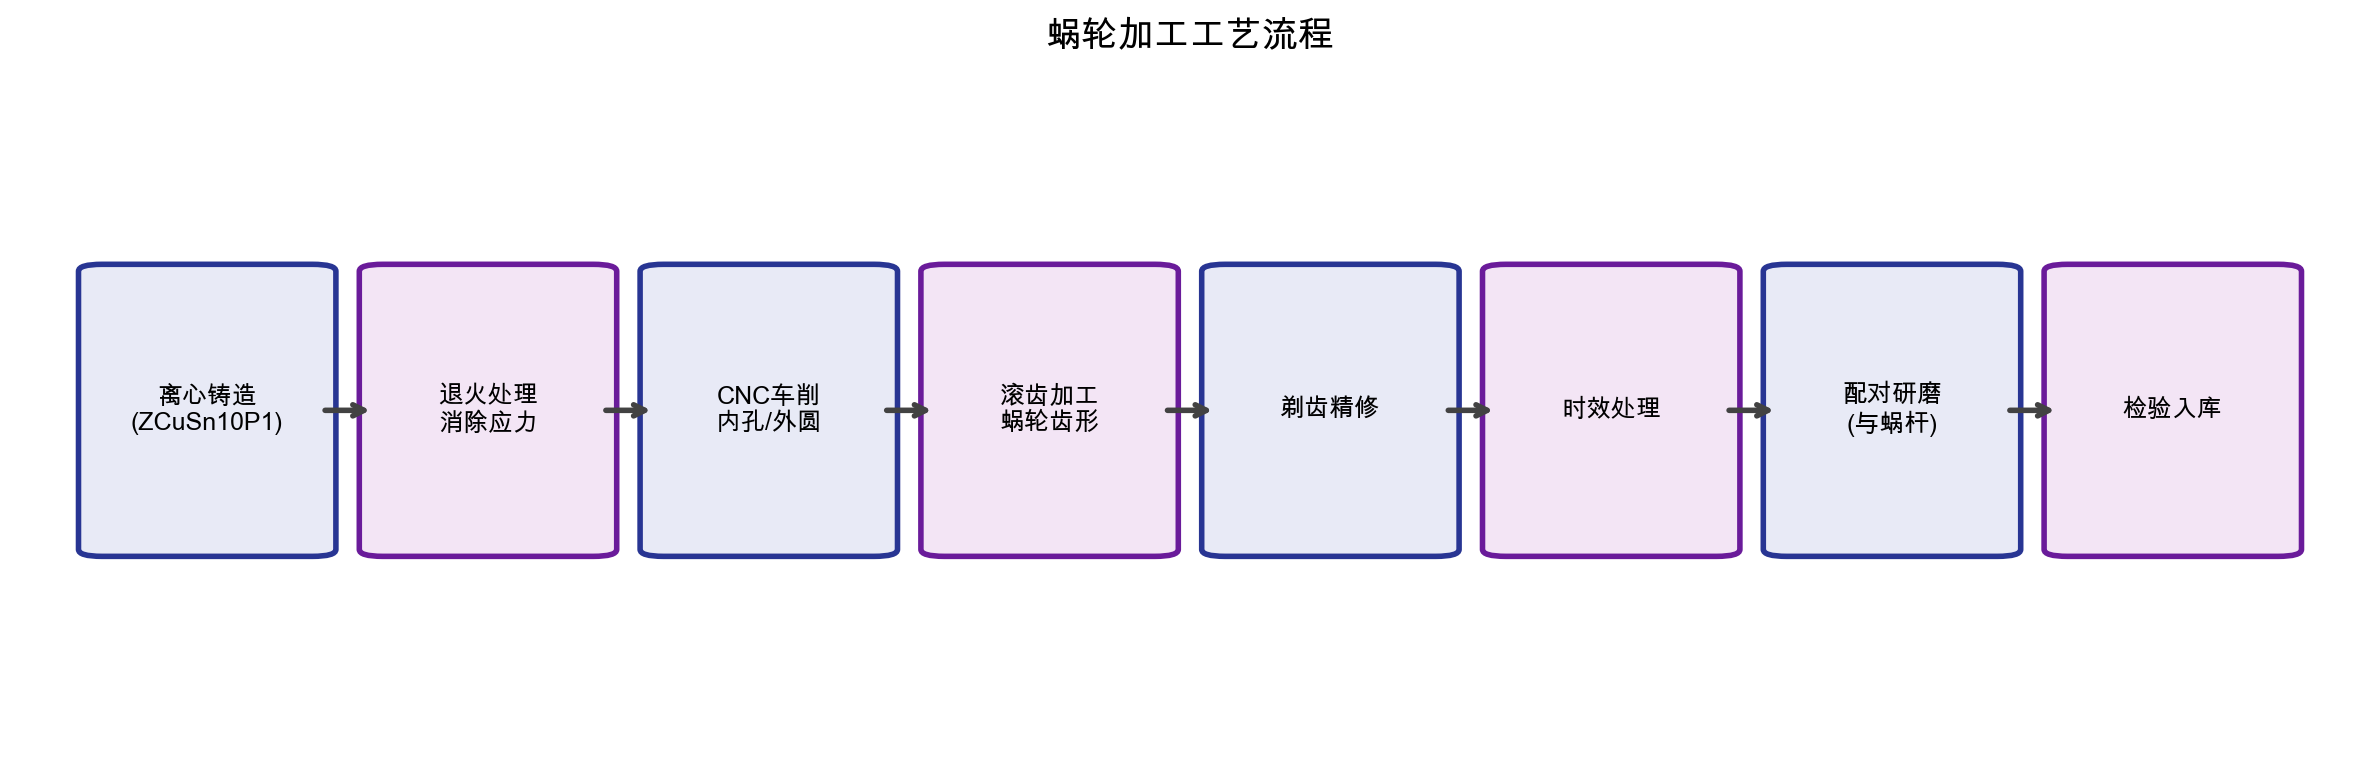 蜗轮加工工艺流程
离心铸造
(ZCuSn10P1)
退火处理
消除应力
CNC车削
内孔/外圆
滚齿加工
蜗轮齿形
剃齿精修
时效处理
配对研磨
(与蜗杆)
检验入库